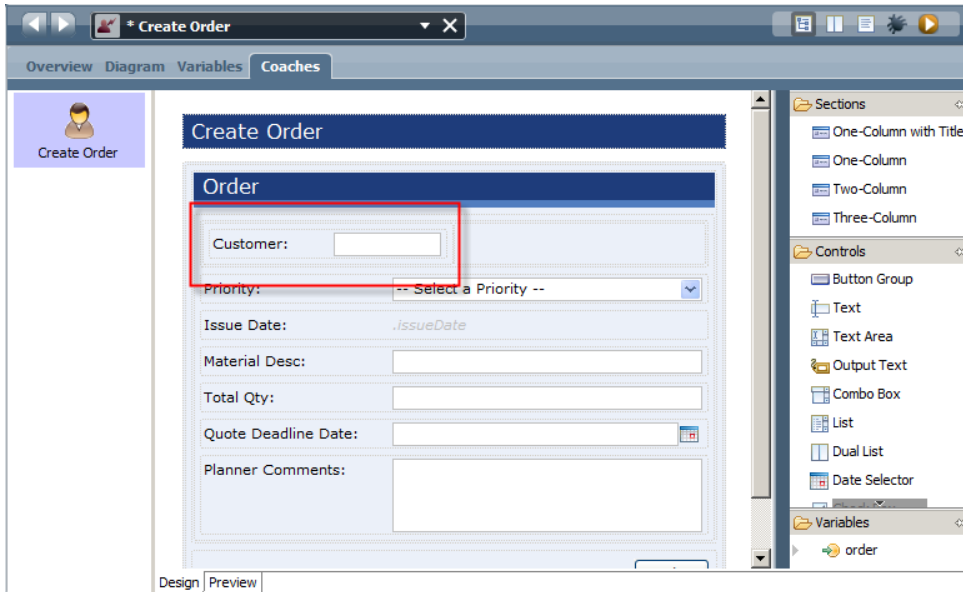 * Create Order
Overview Diagram Variables Coaches
Create Order
Create Order
Order
Customer:
Priority: -- Select a Priority --
Issue Date: .issueDate
Material Desc:
Total Qty:
Quote Deadline Date:
Planner Comments:
Design Preview
Sections
One-Column with Title
One-Column
Two-Column
Three-Column
Controls
Button Group
Text
Text Area
Output Text
Combo Box
List
Dual List
Date Selector
Variables
order